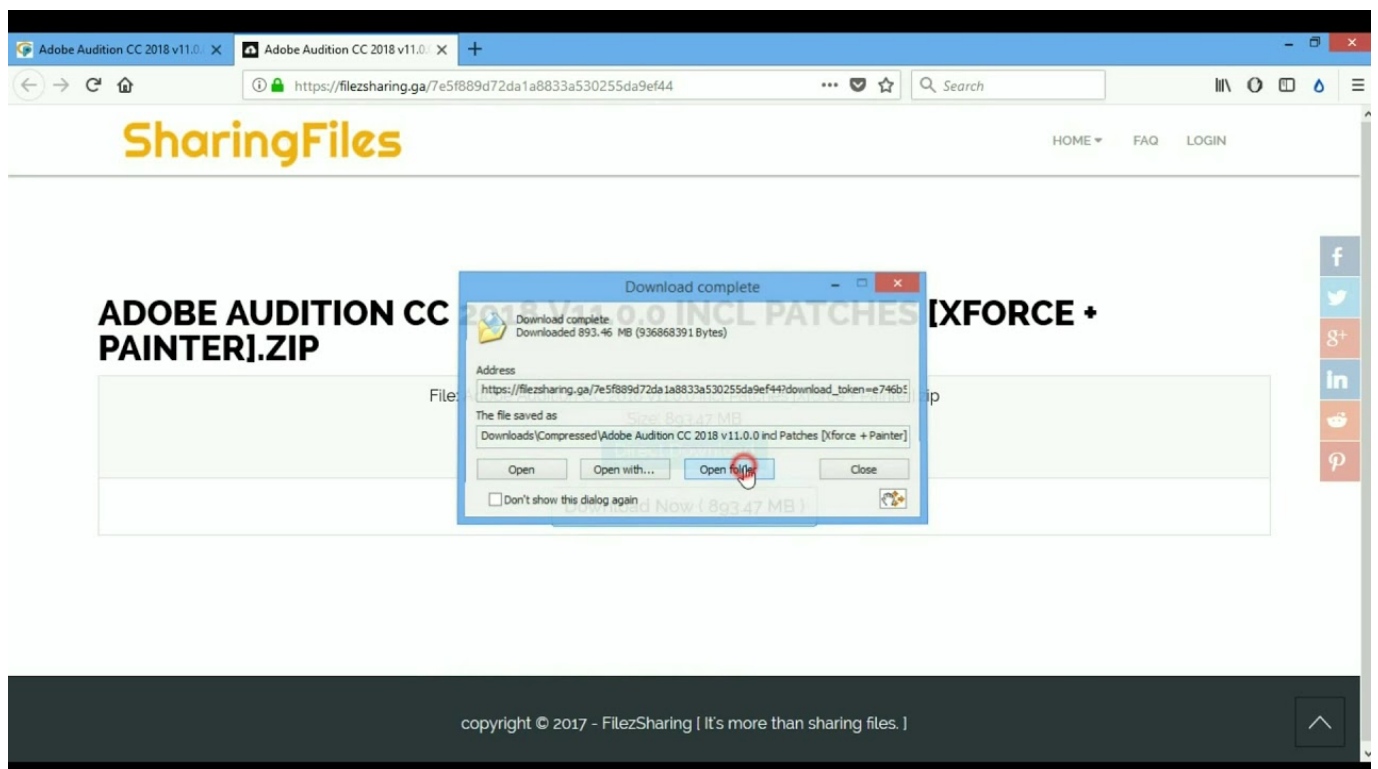 Adobe Audition CC 2018 v11.0.
Adobe Audition CC 2018 v11.0.
https://filezsharing.ga/7e5f889d72da1a8833a530255da9ef44
Search
SharingFiles
HOME
FAQ
LOGIN
Download complete
ADOBE AUDITION CC 2018 V11.0.0 INCL PATCHES [XFORCE +
PAINTER].ZIP
Download complete
Downloaded 893.46 MB (936868391 Bytes)
Address
https://filezsharing.ga/7e5f889d72da1a8833a530255da9ef44?download_token=e746b5
File:
zip
The file saved as
Size: 893.47 MB
Downloads\Compressed\Adobe Audition CC 2018 v11.0.0 incl Patches [Xforce + Painter]
Direct Download
Open
Open with...
Open folder
Close
Don't show this dialog again
Download Now ( 893.47 MB )
copyright © 2017 - FilezSharing [ It's more than sharing files. ]